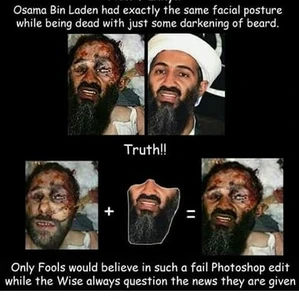 Osama Bin Laden had exactly the same facial posture
while being dead with just some darkening of beard.
Truth!!
+ =
Only Fools would believe in such a fail Photoshop edit
while the Wise always question the news they are given